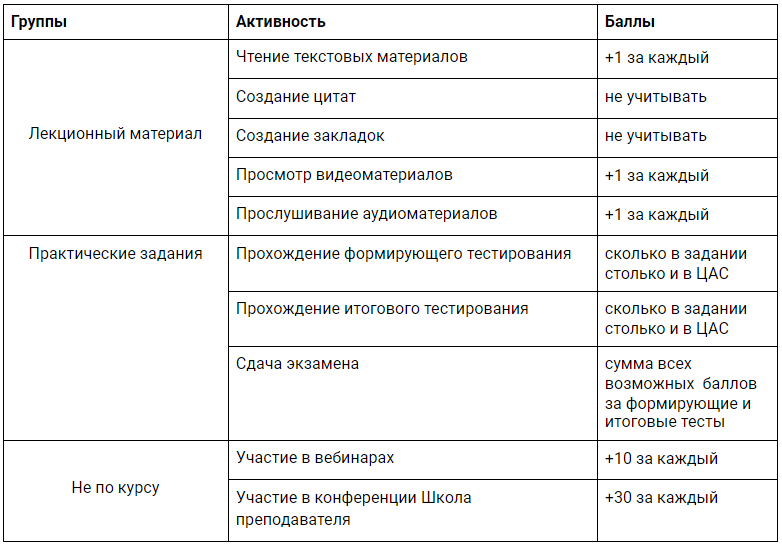 Группы Активность Баллы
Лекционный материал
Чтение текстовых материалов +1 за каждый
Создание цитат не учитывать
Создание закладок не учитывать
Просмотр видеоматериалов +1 за каждый
Прослушивание аудиоматериалов +1 за каждый
Практические задания
Прохождение формирующего тестирования сколько в задании
столько и в ЦАС
Прохождение итогового тестирования сколько в задании
столько и в ЦАС
Сдача экзамена сумма всех
возможных баллов
за формирующие и
итоговые тесты
Не по курсу
Участие в вебинарах +10 за каждый
Участие в конференции Школа +30 за каждый
преподавателя